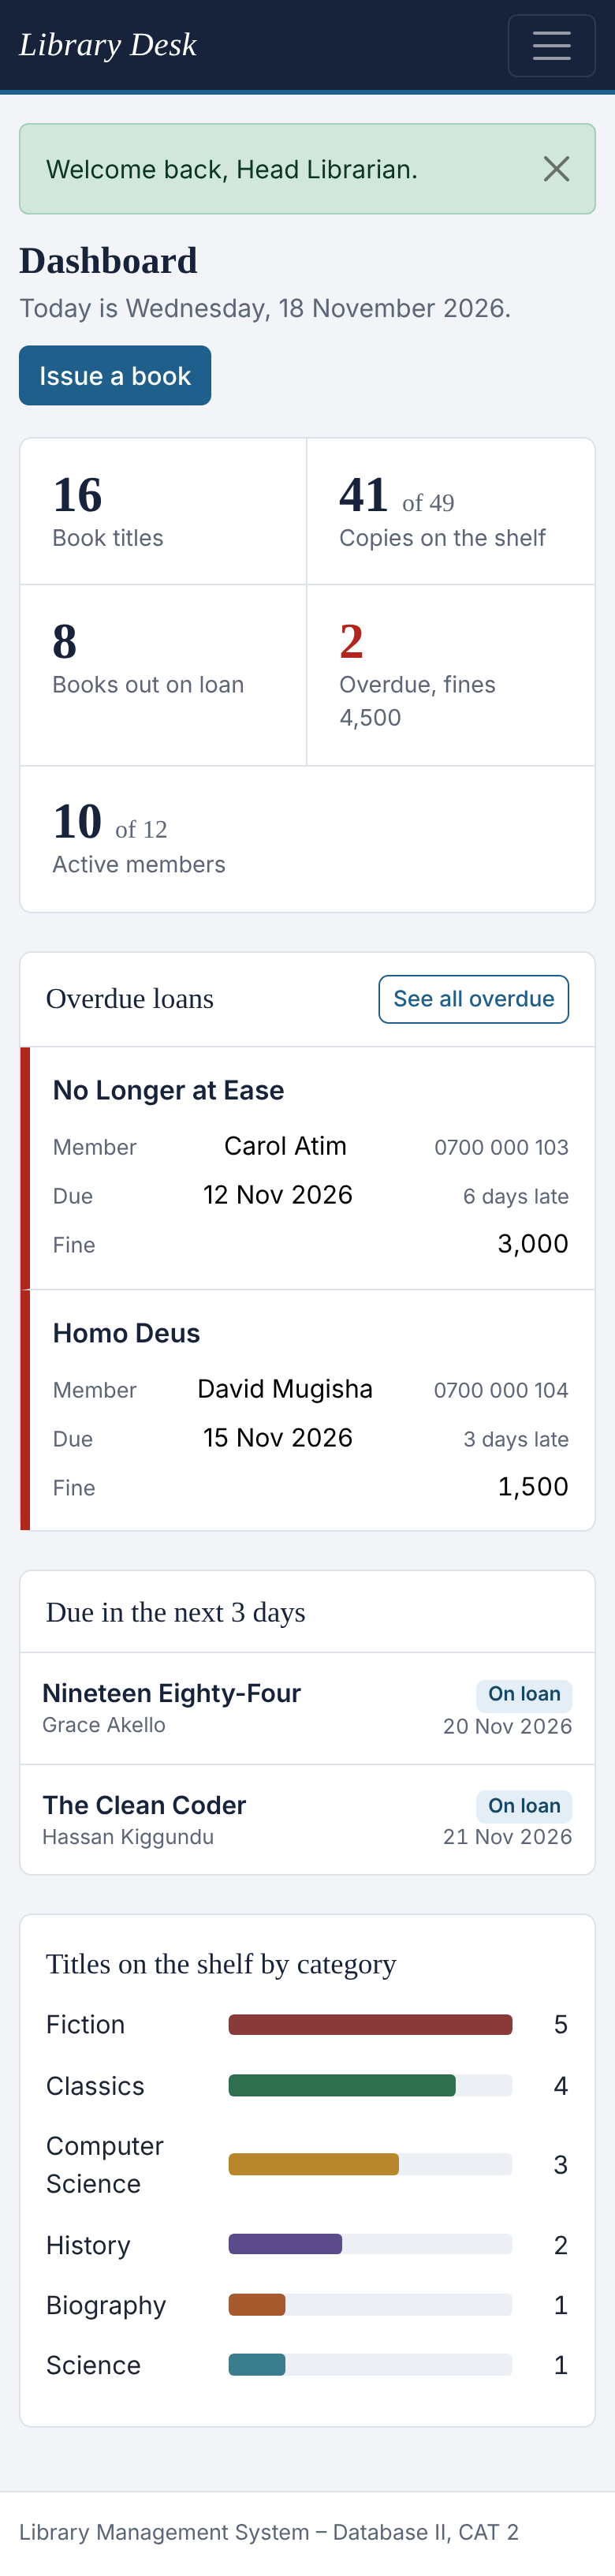 Library Desk
Welcome back, Head Librarian.
Dashboard
Today is Wednesday, 18 November 2026.
Issue a book
16
Book titles
41 of 49
Copies on the shelf
8
Books out on loan
2
Overdue, fines
4,500
10 of 12
Active members
Overdue loans
See all overdue
No Longer at Ease
Member Carol Atim 0700 000 103
Due 12 Nov 2026 6 days late
Fine 3,000
Homo Deus
Member David Mugisha 0700 000 104
Due 15 Nov 2026 3 days late
Fine 1,500
Due in the next 3 days
Nineteen Eighty-Four On loan
Grace Akello 20 Nov 2026
The Clean Coder On loan
Hassan Kiggundu 21 Nov 2026
Titles on the shelf by category
Fiction 5
Classics 4
Computer
Science 3
History 2
Biography 1
Science 1
Library Management System – Database II, CAT 2